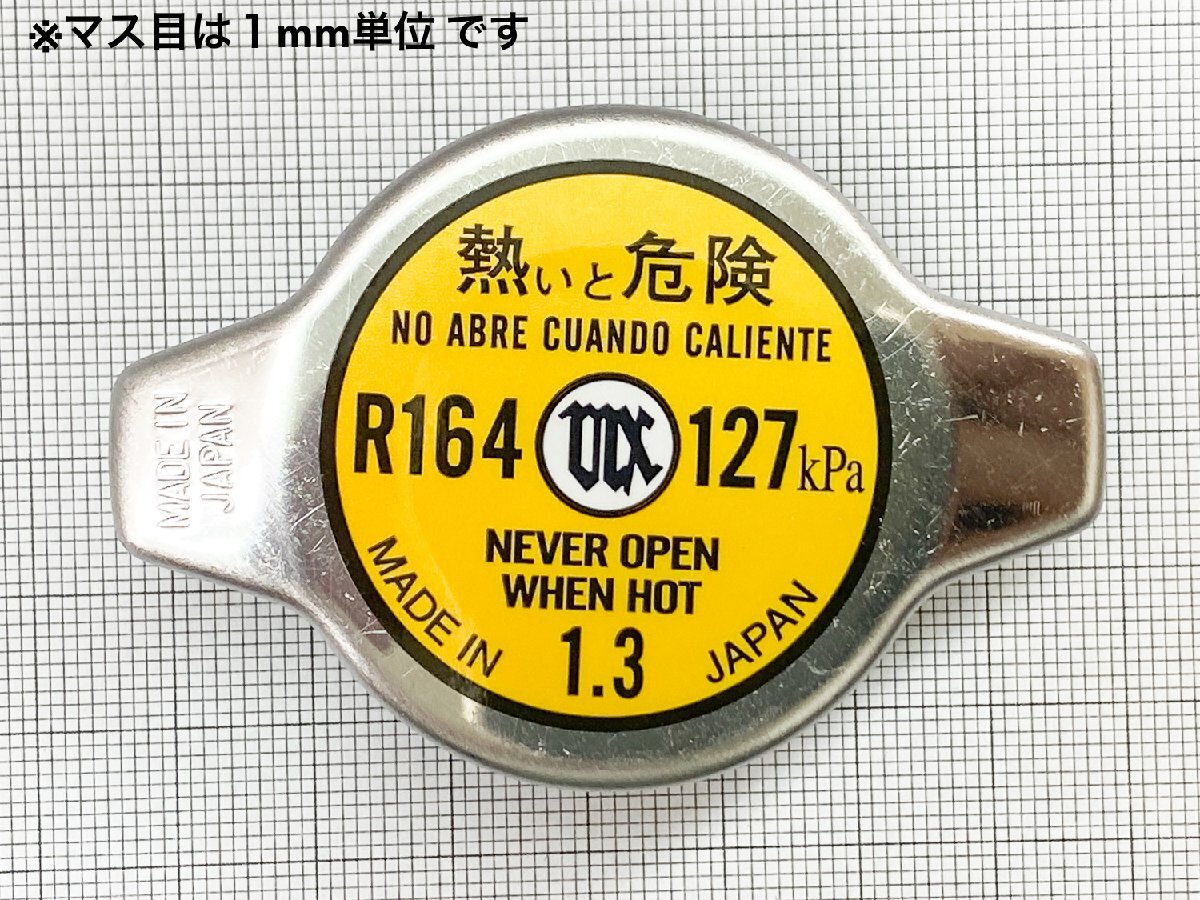 ※マス目は１mm単位 です
熱いと危険
NO ABRE CUANDO CALIENTE
R164 127kPa
NEVER OPEN
WHEN HOT
MADE IN JAPAN
1.3
MADE IN
JAPAN